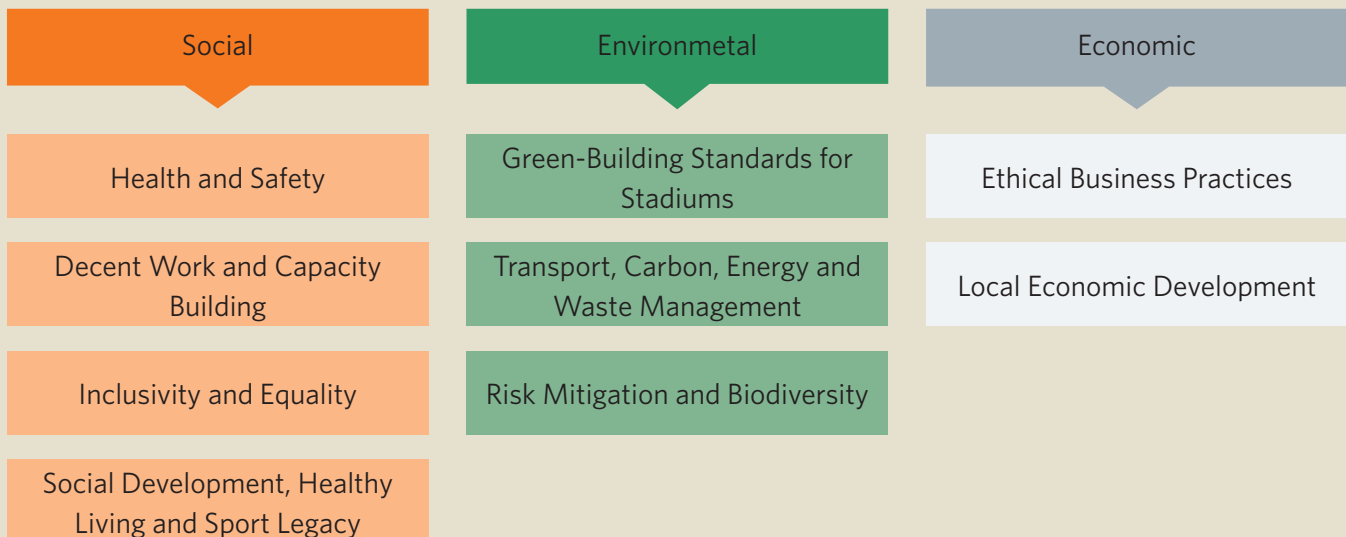 Social
Health and Safety
Decent Work and Capacity
Building
Inclusivity and Equality
Social Development, Healthy
Living and Sport Legacy
Environmetal
Green-Building Standards for
Stadiums
Transport, Carbon, Energy and
Waste Management
Risk Mitigation and Biodiversity
Economic
Ethical Business Practices
Local Economic Development